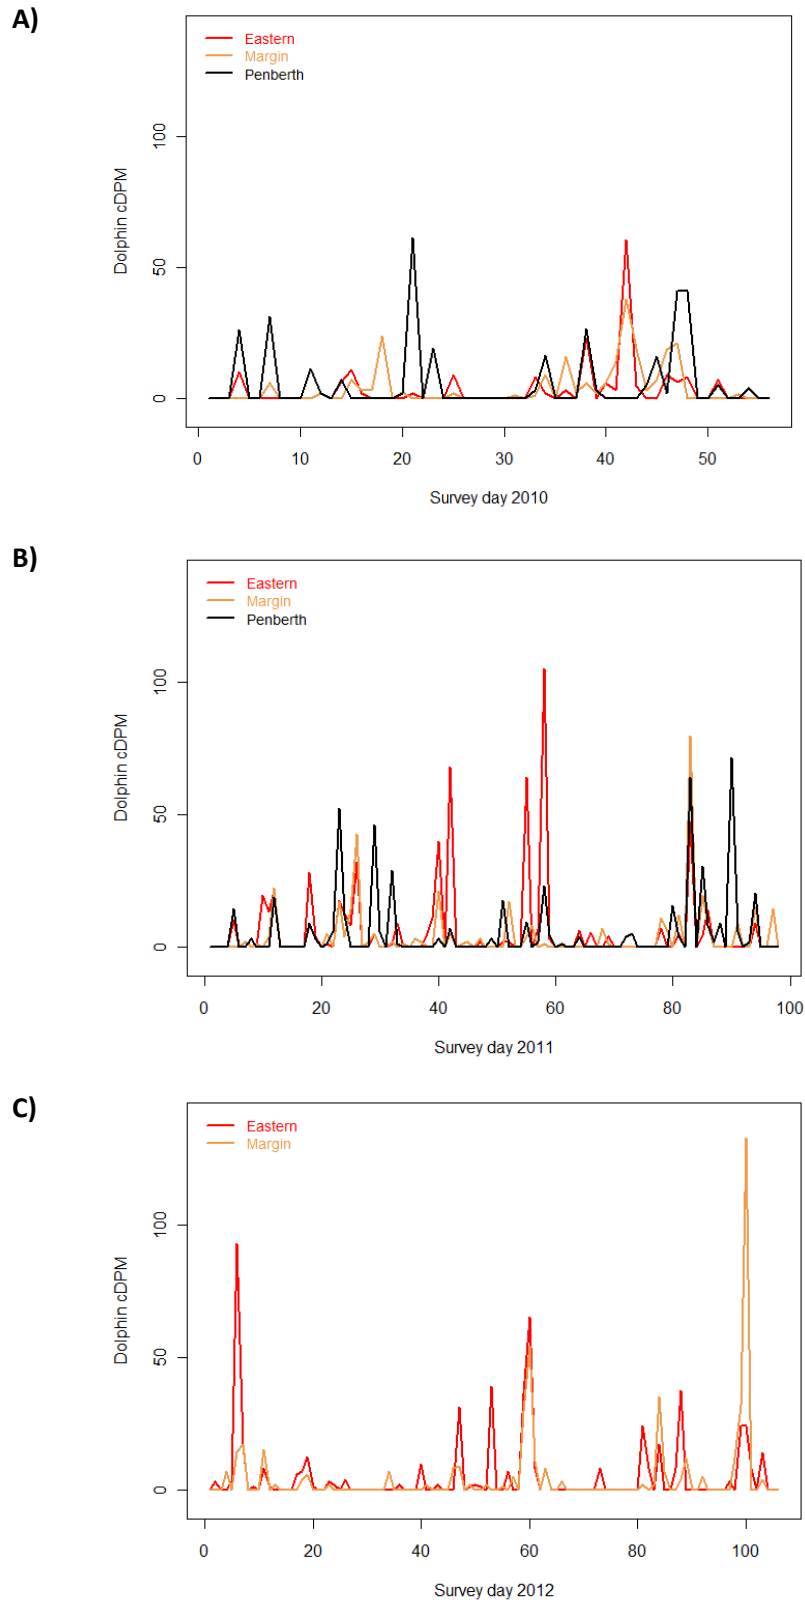 A)
Eastern
Margin
Penberth
Dolphin cDPM
100
50
0
0 10 20 30 40 50
Survey day 2010
B)
Eastern
Margin
Penberth
Dolphin cDPM
100
50
0
0 20 40 60 80 100
Survey day 2011
C)
Eastern
Margin
Dolphin cDPM
100
50
0
0 20 40 60 80 100
Survey day 2012